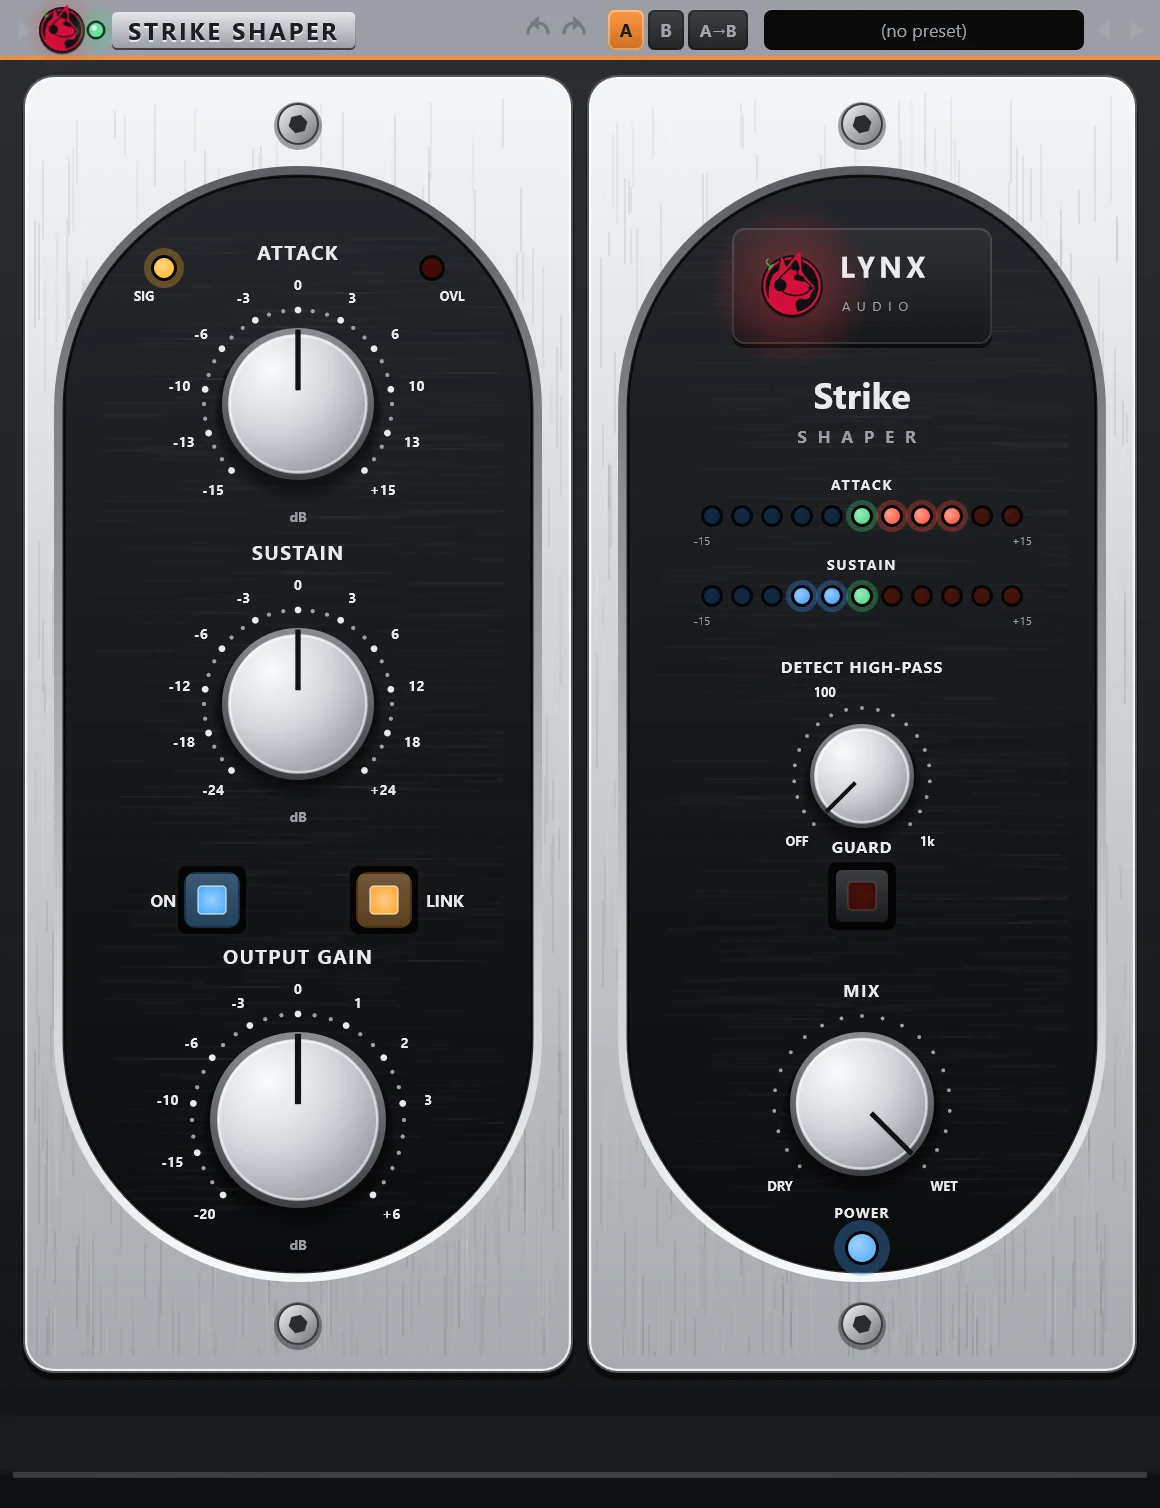 STRIKE SHAPER
A
B
A→B
(no preset)
ATTACK
SIG
OVL
0
-3
3
-6
6
-10
10
-13
13
-15
+15
dB
SUSTAIN
0
-3
3
-6
6
-12
12
-18
18
-24
+24
dB
ON
LINK
OUTPUT GAIN
0
-3
1
-6
2
-10
3
-15
-20
+6
dB
LYNX
AUDIO
Strike
SHAPER
ATTACK
-15
+15
SUSTAIN
-15
+15
DETECT HIGH-PASS
100
OFF
1k
GUARD
MIX
DRY
WET
POWER